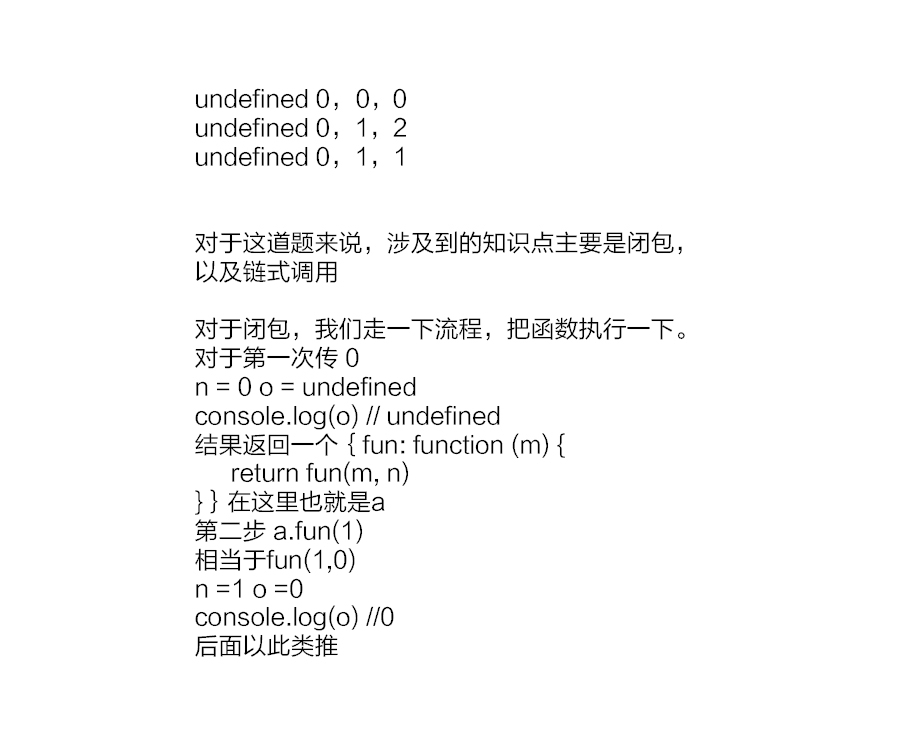 undefined 0，0，0
undefined 0，1，2
undefined 0，1，1
对于这道题来说，涉及到的知识点主要是闭包，
以及链式调用
对于闭包，我们走一下流程，把函数执行一下。
对于第一次传 0
n = 0 o = undefined
console.log(o) // undefined
结果返回一个 { fun: function (m) {
return fun(m, n)
} } 在这里也就是a
第二步 a.fun(1)
相当于fun(1,0)
n =1 o =0
console.log(o) //0
后面以此类推